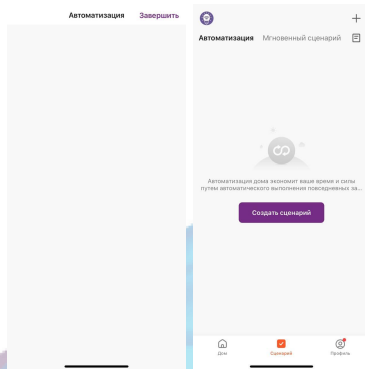 Автоматизация Завершить
Автоматизация Мгновенный сценарий
Автоматизация дома экономит ваше время и силы
путем автоматического выполнения повседневных за...
Создать сценарий
Дом Сценарий Профиль